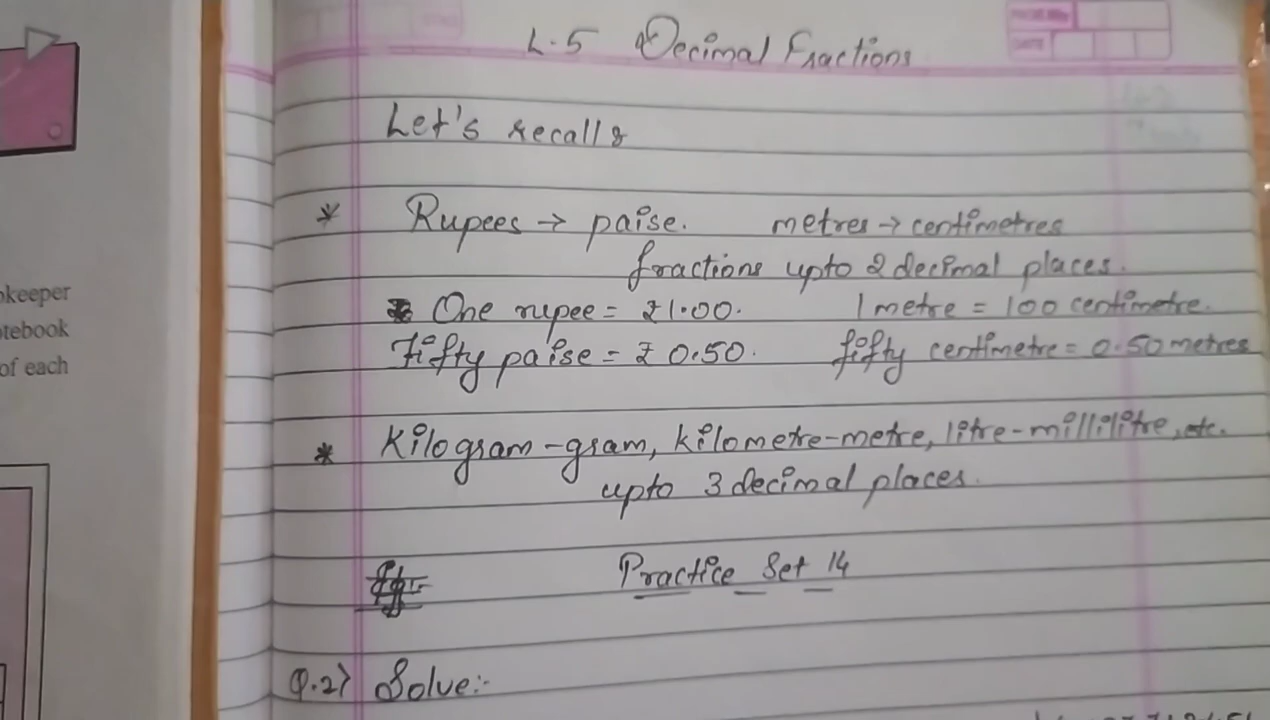 L.5 Decimal Fractions
Let's recall :
* Rupees → paise. metres → centimetres
fractions upto 2 decimal places.
One rupee = ₹1.00. 1 metre = 100 centimetre.
Fifty paise = ₹ 0.50. fifty centimetre = 0.50 metres
* Kilogram-gram, kilometre-metre, litre-millilitre, etc.
upto 3 decimal places.
Practice Set 14
Q.2) Solve:-
okeeper
tebook
of each